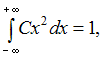 ∫_{-∞}^{+∞} Cx² dx = 1,